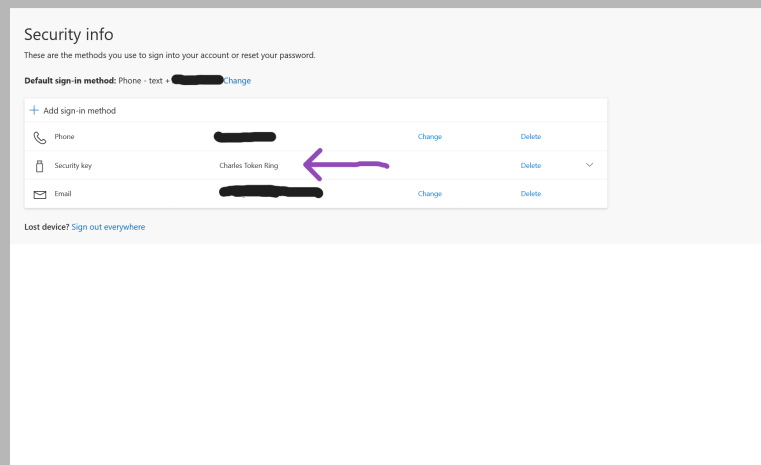 Security info
These are the methods you use to sign into your account or reset your password.
Default sign-in method: Phone - text + Change
Add sign-in method
Phone Change Delete
Security key Charles Token Ring Delete
Email Change Delete
Lost device? Sign out everywhere